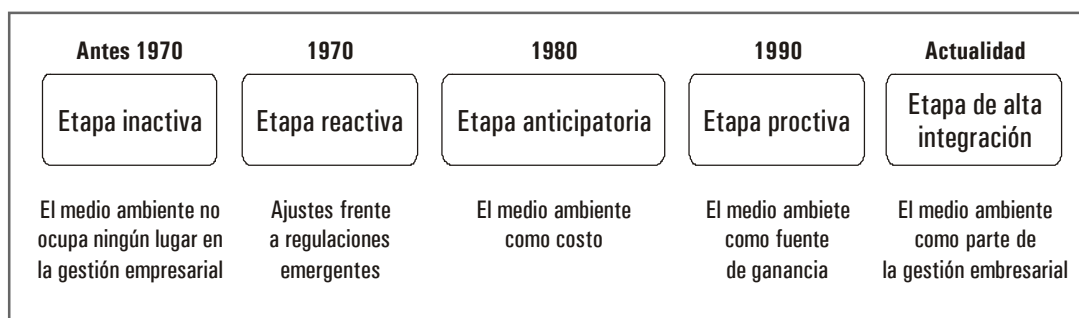 Antes 1970
1970
1980
1990
Actualidad
Etapa inactiva
Etapa reactiva
Etapa anticipatoria
Etapa proctiva
Etapa de alta
integración
El medio ambiente no
ocupa ningún lugar en
la gestión empresarial
Ajustes frente
a regulaciones
emergentes
El medio ambiente
como costo
El medio ambiete
como fuente
de ganancia
El medio ambiente
como parte de
la gestión embresarial